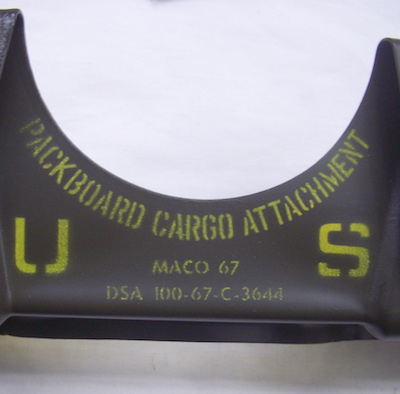 PACKBOARD CARGO ATTACHMENT
U S
MACO 67
DSA 100-67-C-3644